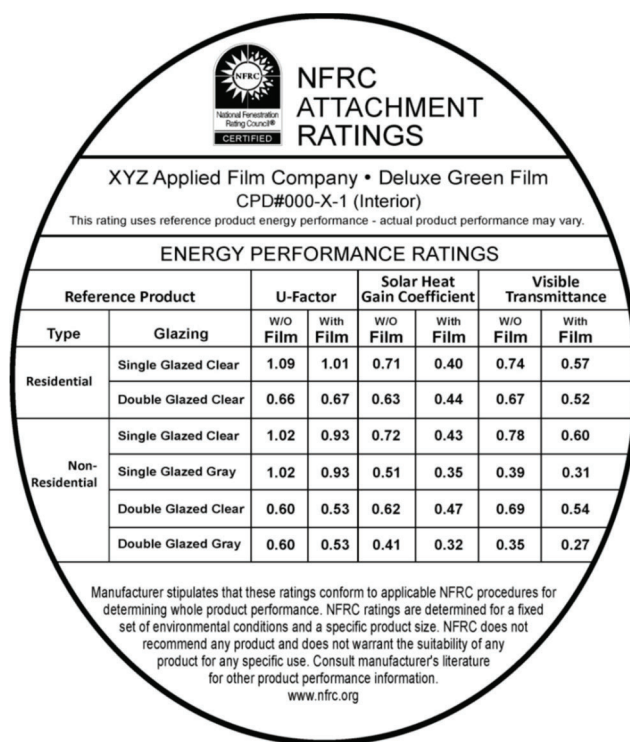 NFRC
National Fenestration
Rating Council®
CERTIFIED
NFRC
ATTACHMENT
RATINGS
XYZ Applied Film Company • Deluxe Green Film
CPD#000-X-1 (Interior)
This rating uses reference product energy performance - actual product performance may vary.
ENERGY PERFORMANCE RATINGS
Reference Product U-Factor Solar Heat Gain Coefficient Visible Transmittance
Type Glazing W/O Film With Film W/O Film With Film W/O Film With Film
Residential
Single Glazed Clear 1.09 1.01 0.71 0.40 0.74 0.57
Double Glazed Clear 0.66 0.67 0.63 0.44 0.67 0.52
Non-
Residential
Single Glazed Clear 1.02 0.93 0.72 0.43 0.78 0.60
Single Glazed Gray 1.02 0.93 0.51 0.35 0.39 0.31
Double Glazed Clear 0.60 0.53 0.62 0.47 0.69 0.54
Double Glazed Gray 0.60 0.53 0.41 0.32 0.35 0.27
Manufacturer stipulates that these ratings conform to applicable NFRC procedures for
determining whole product performance. NFRC ratings are determined for a fixed
set of environmental conditions and a specific product size. NFRC does not
recommend any product and does not warrant the suitability of any
product for any specific use. Consult manufacturer's literature
for other product performance information.
www.nfrc.org